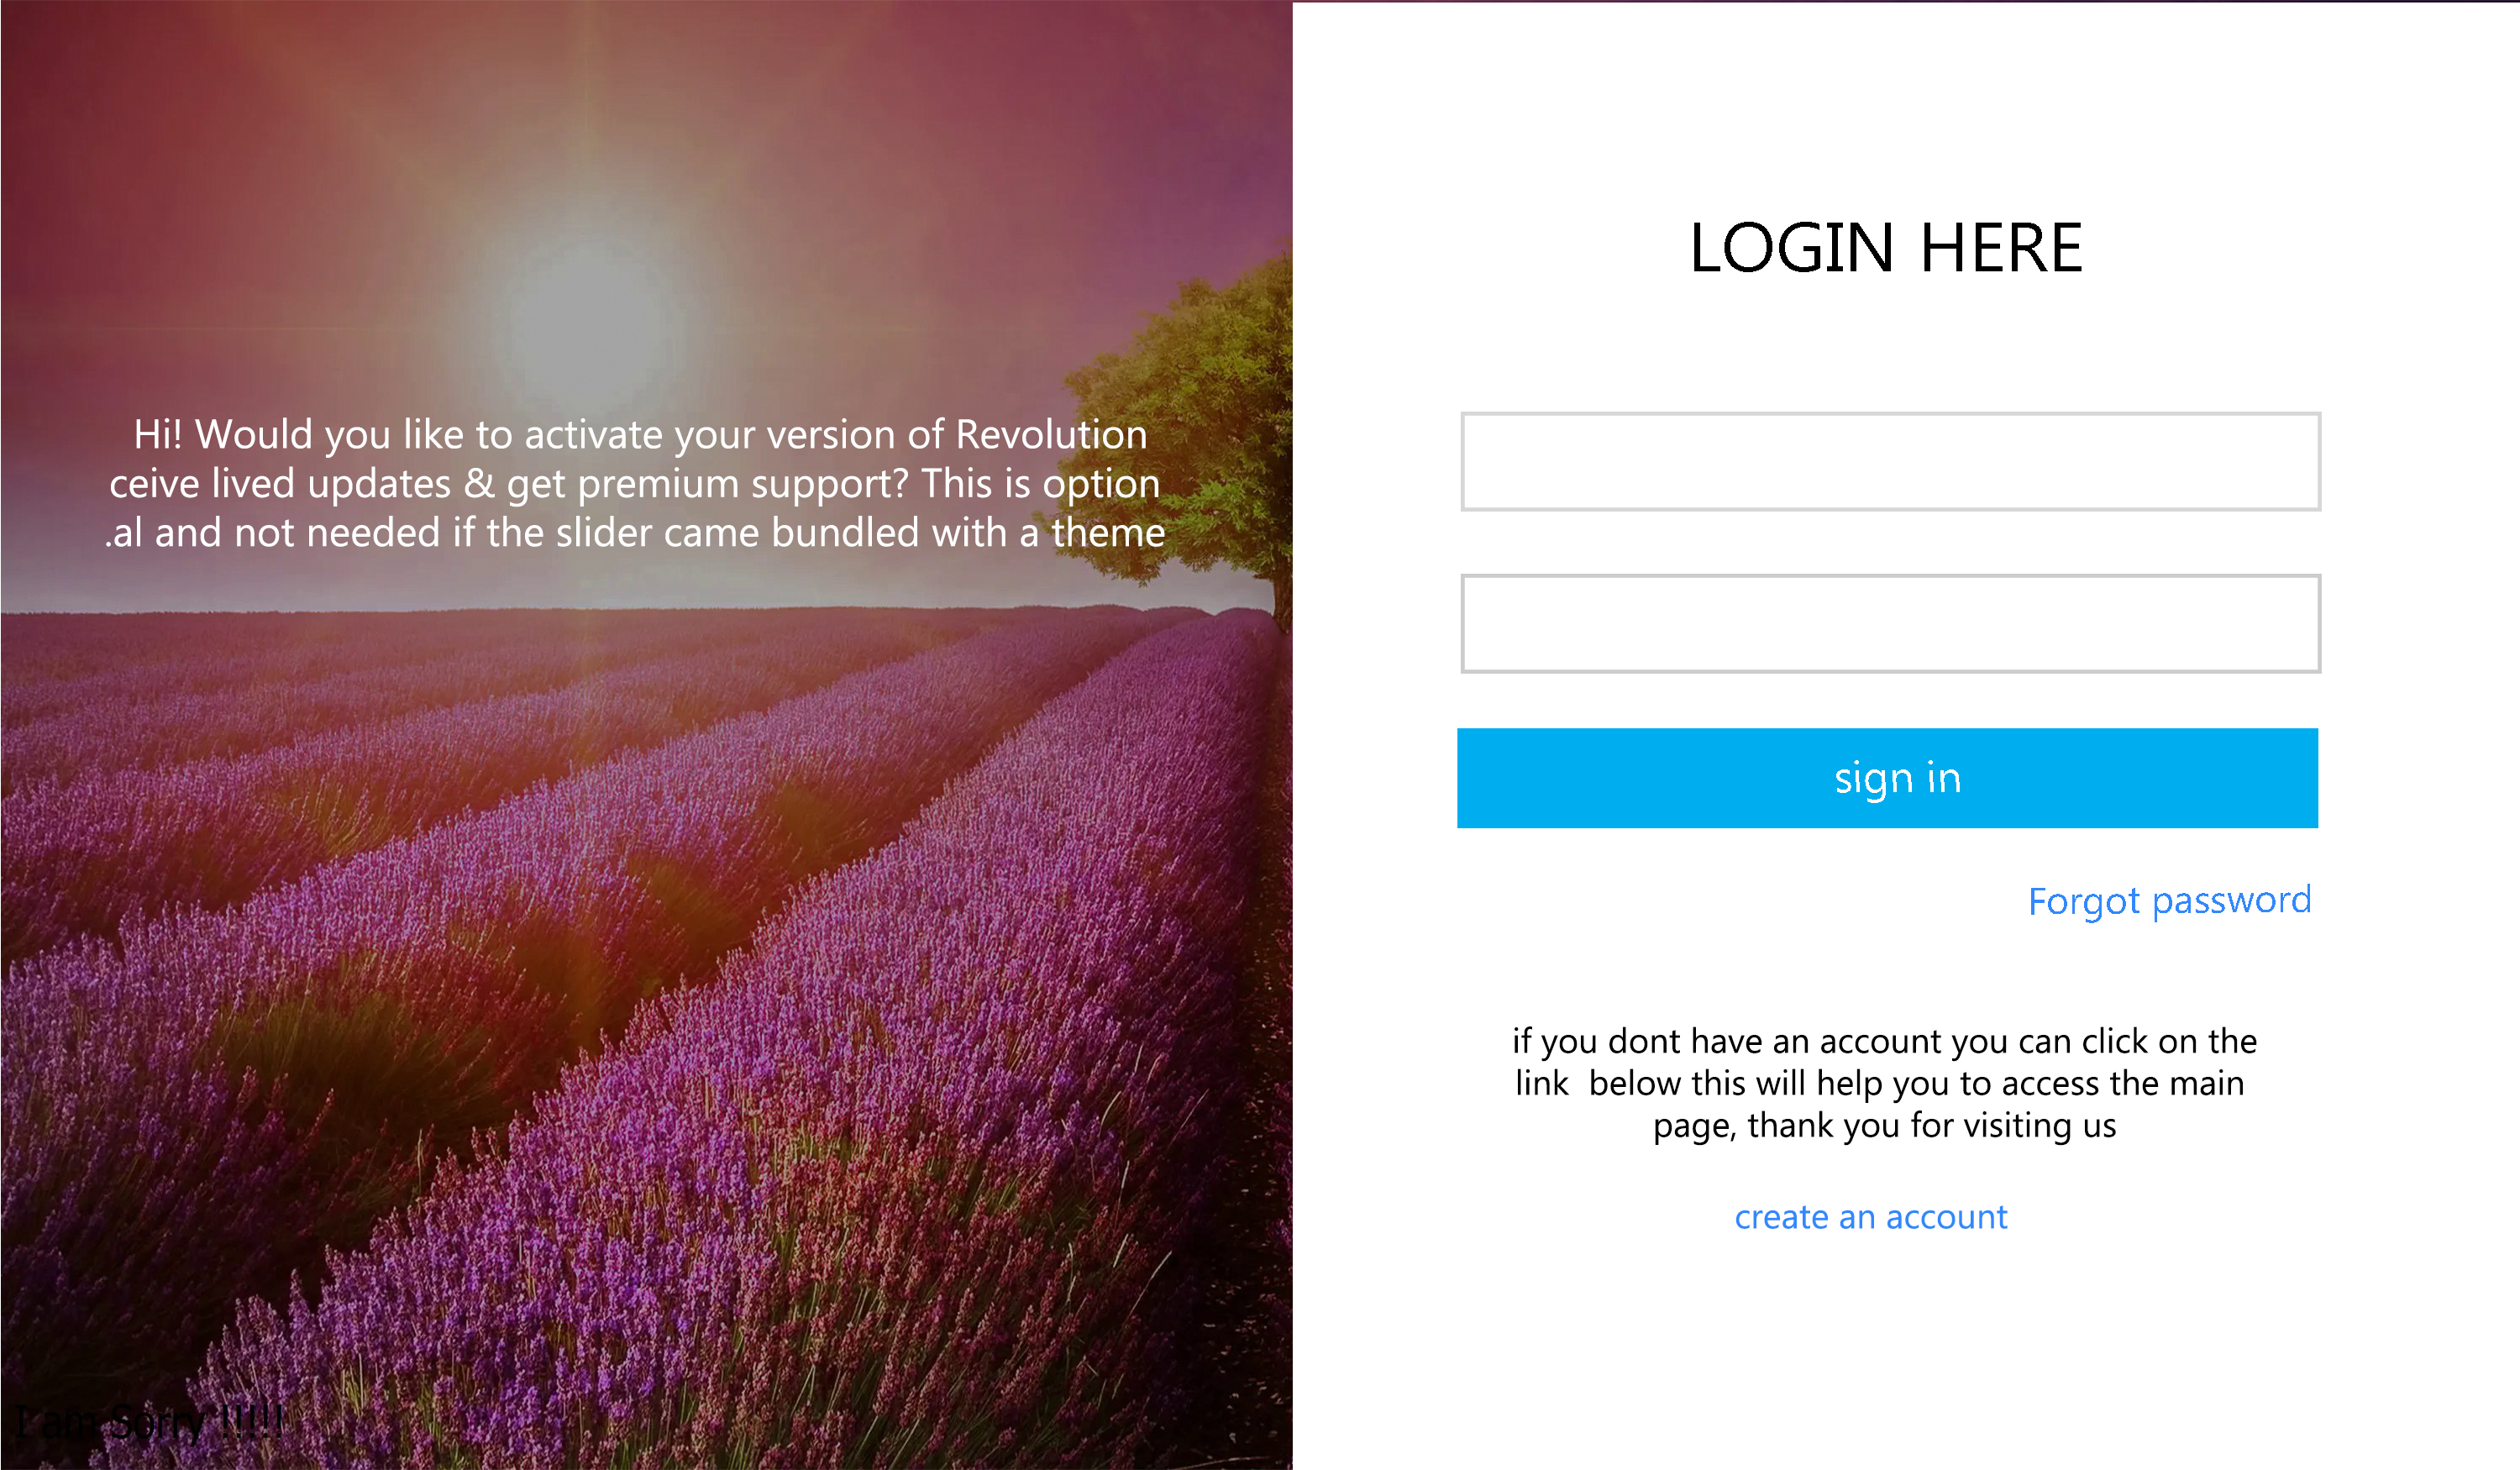 Hi! Would you like to activate your version of Revolution
ceive lived updates & get premium support? This is option
.al and not needed if the slider came bundled with a theme
I am Sorry !!!!!
LOGIN HERE
sign in
Forgot password
if you dont have an account you can click on the
link  below this will help you to access the main
page, thank you for visiting us
create an account